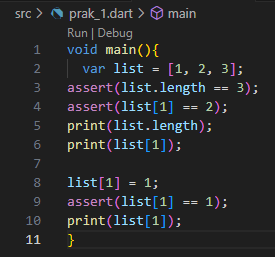 src > prak_1.dart > main
Run | Debug
1 void main(){
2   var list = [1, 2, 3];
3 assert(list.length == 3);
4 assert(list[1] == 2);
5 print(list.length);
6 print(list[1]);
7
8 list[1] = 1;
9 assert(list[1] == 1);
10 print(list[1]);
11 }